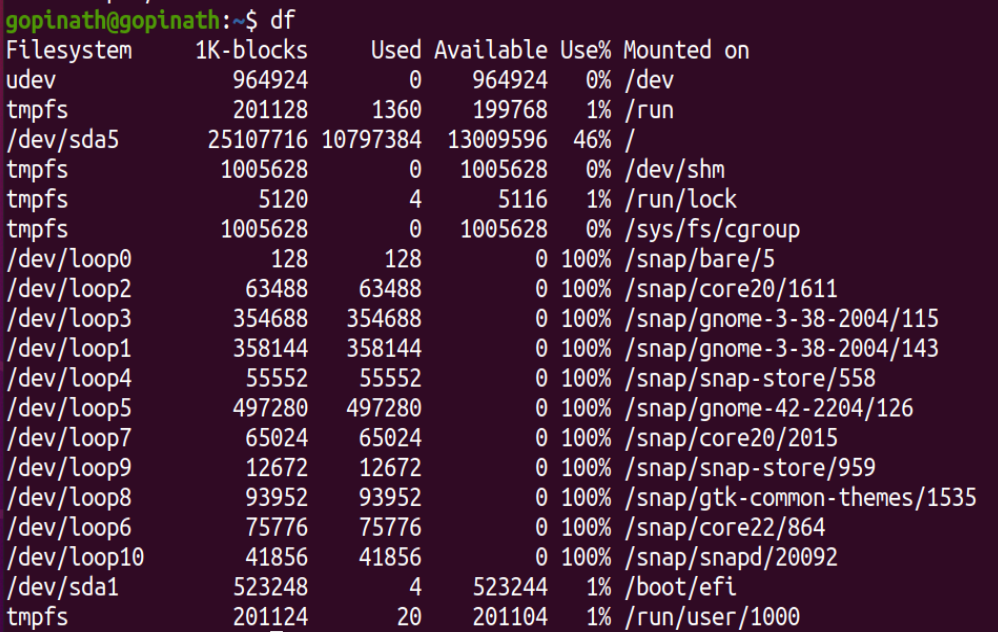 gopinath@gopinath:~$ df
Filesystem     1K-blocks     Used Available Use% Mounted on
udev              964924        0    964924   0% /dev
tmpfs             201128     1360    199768   1% /run
/dev/sda5       25107716 10797384  13009596  46% /
tmpfs            1005628        0   1005628   0% /dev/shm
tmpfs               5120        4      5116   1% /run/lock
tmpfs            1005628        0   1005628   0% /sys/fs/cgroup
/dev/loop0           128      128         0 100% /snap/bare/5
/dev/loop2         63488    63488         0 100% /snap/core20/1611
/dev/loop3        354688   354688         0 100% /snap/gnome-3-38-2004/115
/dev/loop1        358144   358144         0 100% /snap/gnome-3-38-2004/143
/dev/loop4         55552    55552         0 100% /snap/snap-store/558
/dev/loop5        497280   497280         0 100% /snap/gnome-42-2204/126
/dev/loop7         65024    65024         0 100% /snap/core20/2015
/dev/loop9         12672    12672         0 100% /snap/snap-store/959
/dev/loop8         93952    93952         0 100% /snap/gtk-common-themes/1535
/dev/loop6         75776    75776         0 100% /snap/core22/864
/dev/loop10        41856    41856         0 100% /snap/snapd/20092
/dev/sda1         523248        4    523244   1% /boot/efi
tmpfs             201124       20    201104   1% /run/user/1000